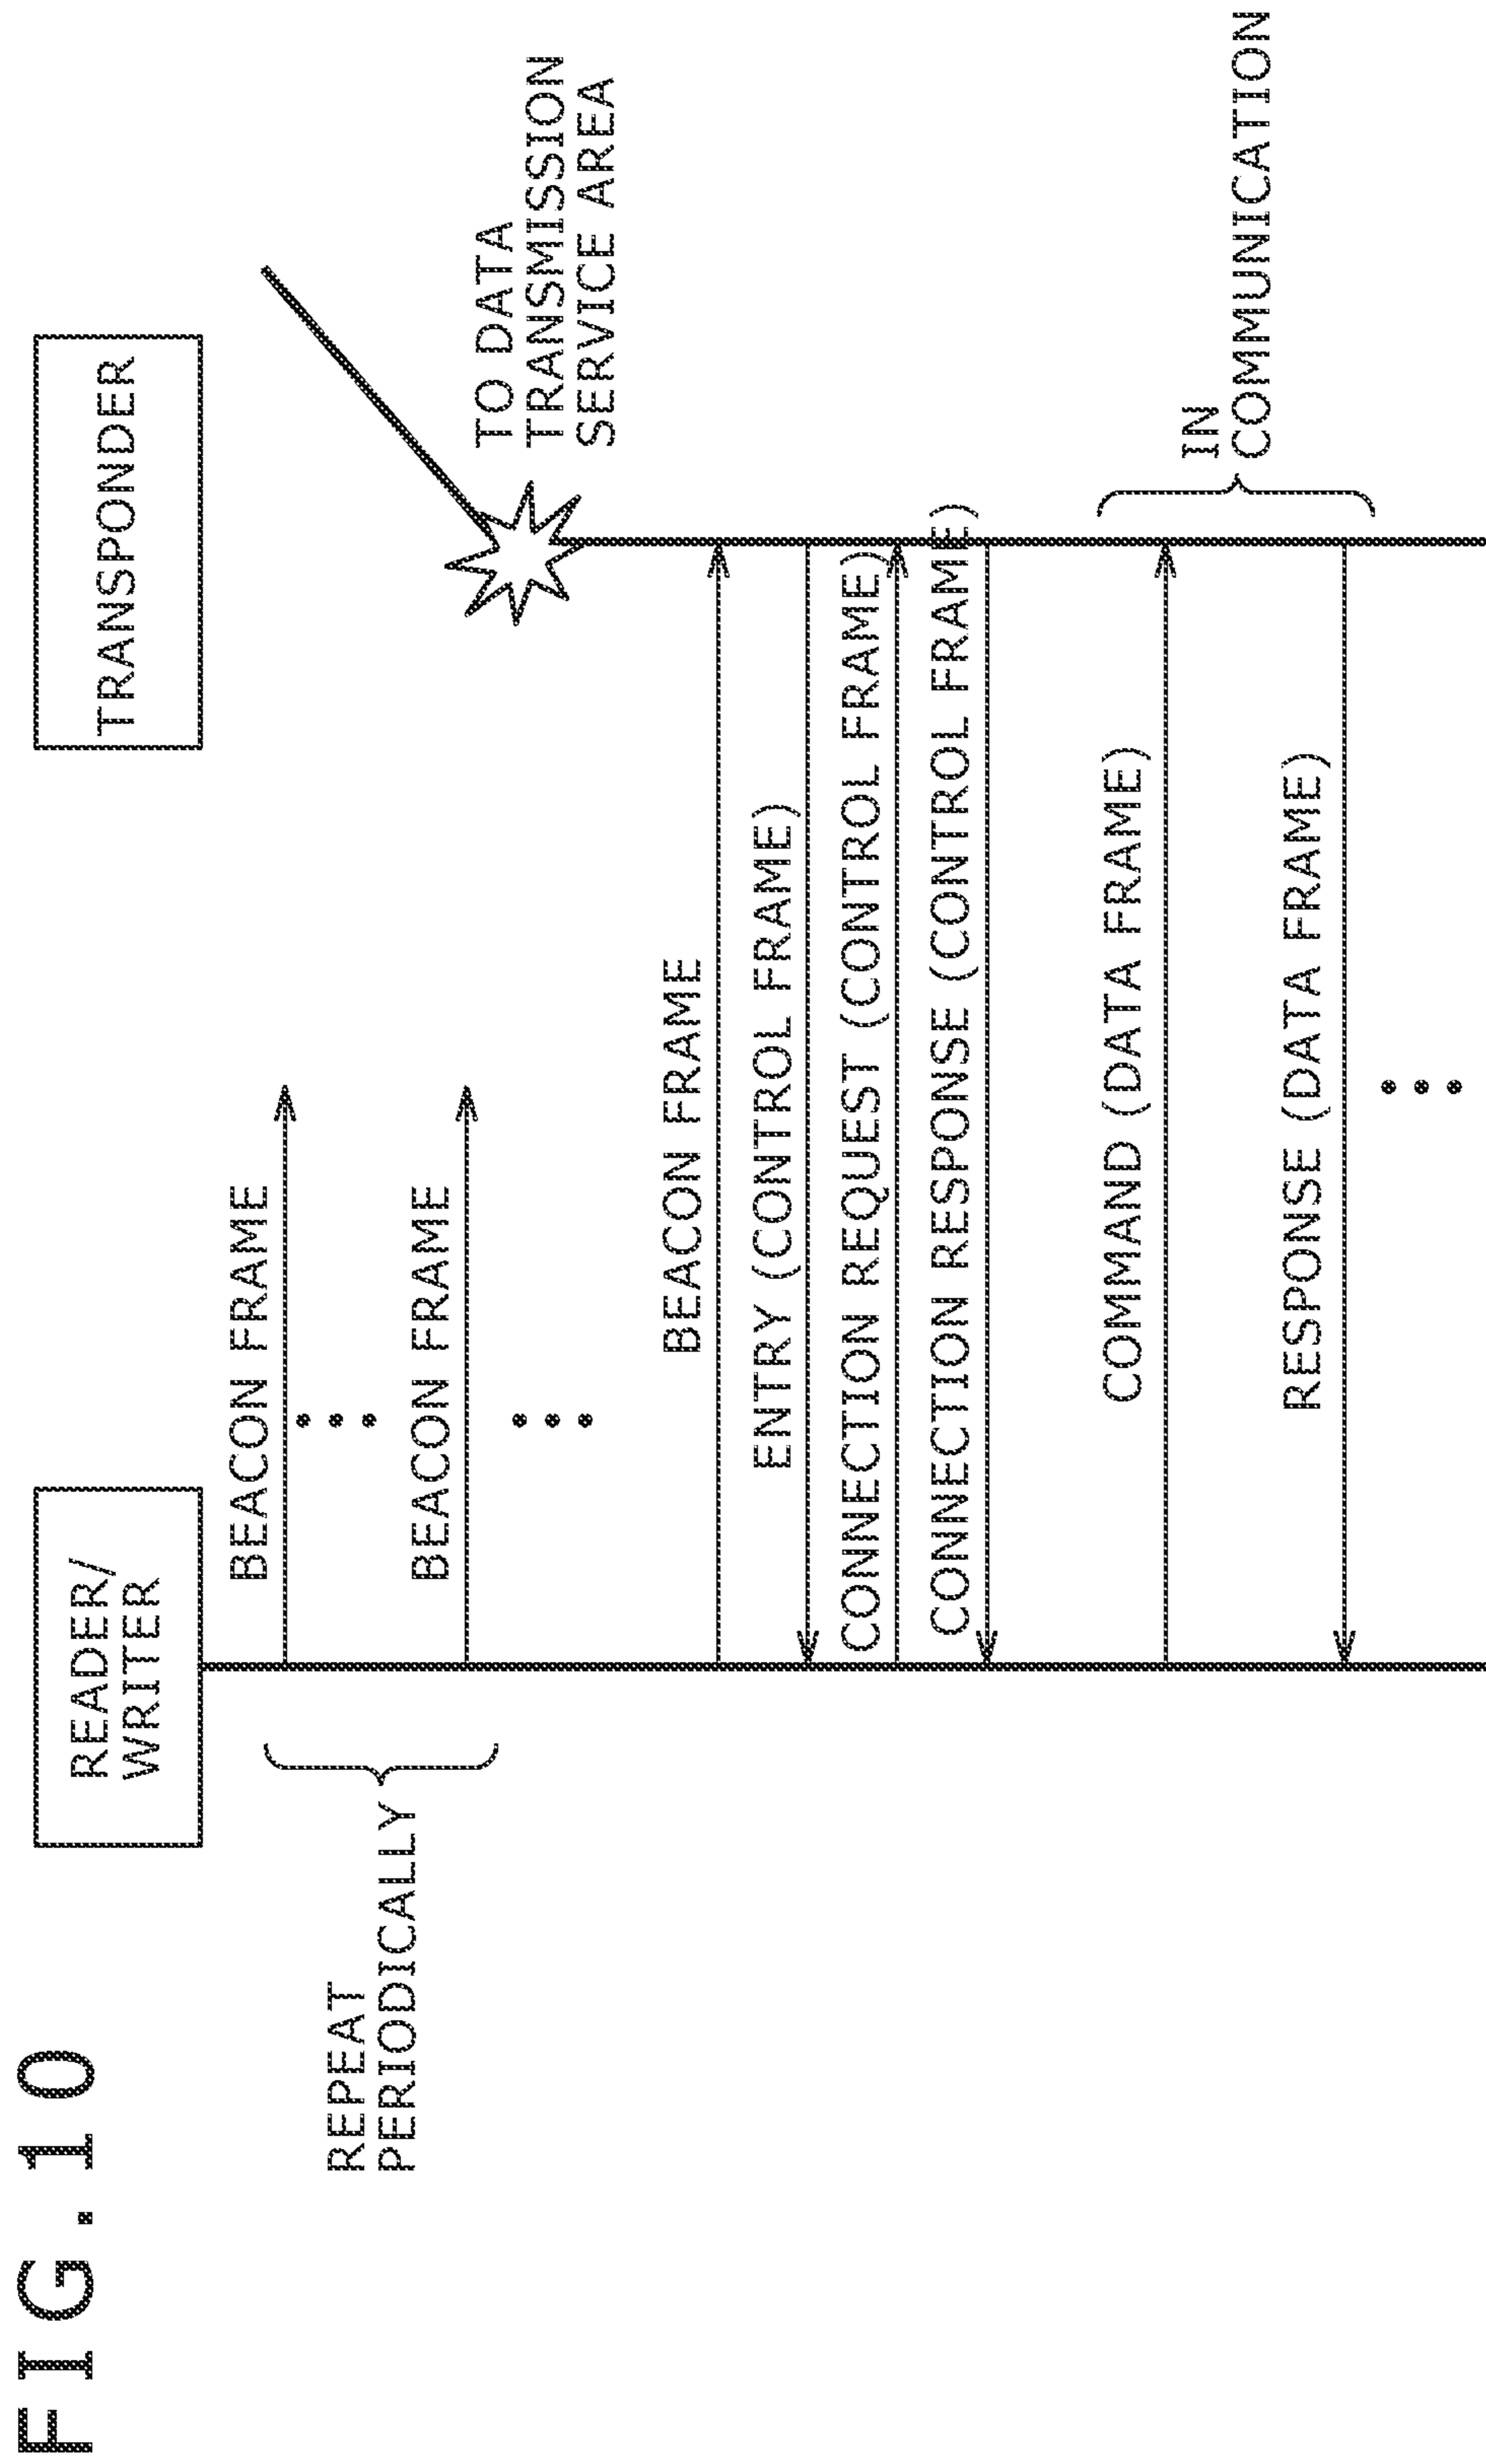 FIG.10
READER/
WRITER
TRANSPONDER
BEACON FRAME
REPEAT
PERIODICALLY
BEACON FRAME
TO DATA
TRANSMISSION
SERVICE AREA
BEACON FRAME
ENTRY (CONTROL FRAME)
CONNECTION REQUEST (CONTROL FRAME)
CONNECTION RESPONSE (CONTROL FRAME)
COMMAND (DATA FRAME)
IN
COMMUNICATION
RESPONSE (DATA FRAME)